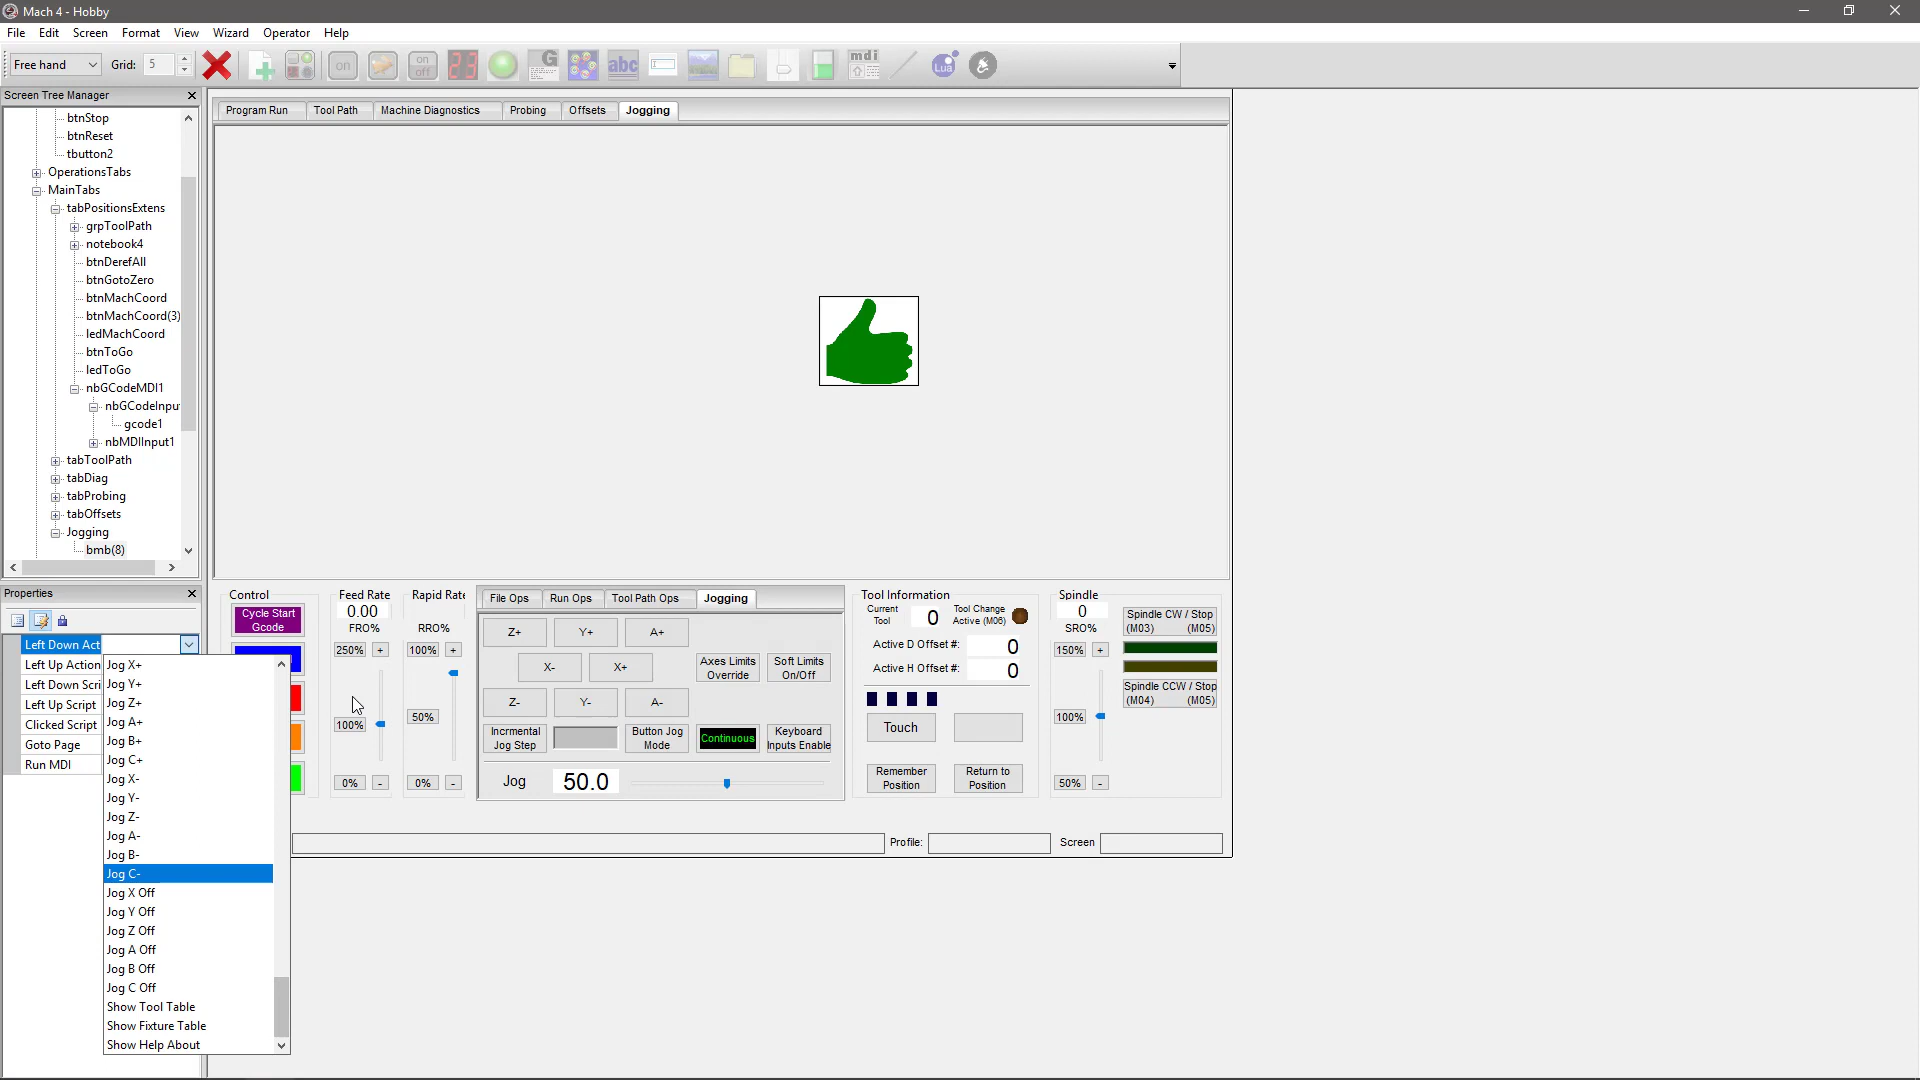 Mach 4 - Hobby
File Edit Screen Format View Wizard Operator Help
Free hand Grid: 5 on on off 23 G abc mdi Lua
Screen Tree Manager
btnStop
btnReset
tbutton2
OperationsTabs
MainTabs
tabPositionsExtens
grpToolPath
notebook4
btnDerefAll
btnGotoZero
btnMachCoord
btnMachCoord(3)
ledMachCoord
btnToGo
ledToGo
nbGCodeMDI1
nbGCodeInpu
gcode1
nbMDIInput1
tabToolPath
tabDiag
tabProbing
tabOffsets
Jogging
bmb(8)
Properties
Left Down Act
Left Up Action
Left Down Scri
Left Up Script
Clicked Script
Goto Page
Run MDI
Jog X+
Jog Y+
Jog Z+
Jog A+
Jog B+
Jog C+
Jog X-
Jog Y-
Jog Z-
Jog A-
Jog B-
Jog C-
Jog X Off
Jog Y Off
Jog Z Off
Jog A Off
Jog B Off
Jog C Off
Show Tool Table
Show Fixture Table
Show Help About
Program Run Tool Path Machine Diagnostics Probing Offsets Jogging
Control
Cycle Start
Gcode
Feed Rate
0.00
FRO%
250% +
100%
0% -
Rapid Rate
RRO%
100% +
50%
0% -
File Ops Run Ops Tool Path Ops Jogging
Z+ Y+ A+
X- X+
Axes Limits
Override
Soft Limits
On/Off
Z- Y- A-
Incrmental
Jog Step
Button Jog
Mode
Continuous
Keyboard
Inputs Enable
Jog 50.0
Tool Information
Current
Tool
0
Tool Change
Active (M06)
Active D Offset #: 0
Active H Offset #: 0
Touch
Remember
Position
Return to
Position
Spindle
0
SRO%
150% +
100%
50% -
Spindle CW / Stop
(M03) (M05)
Spindle CCW / Stop
(M04) (M05)
Profile: Screen